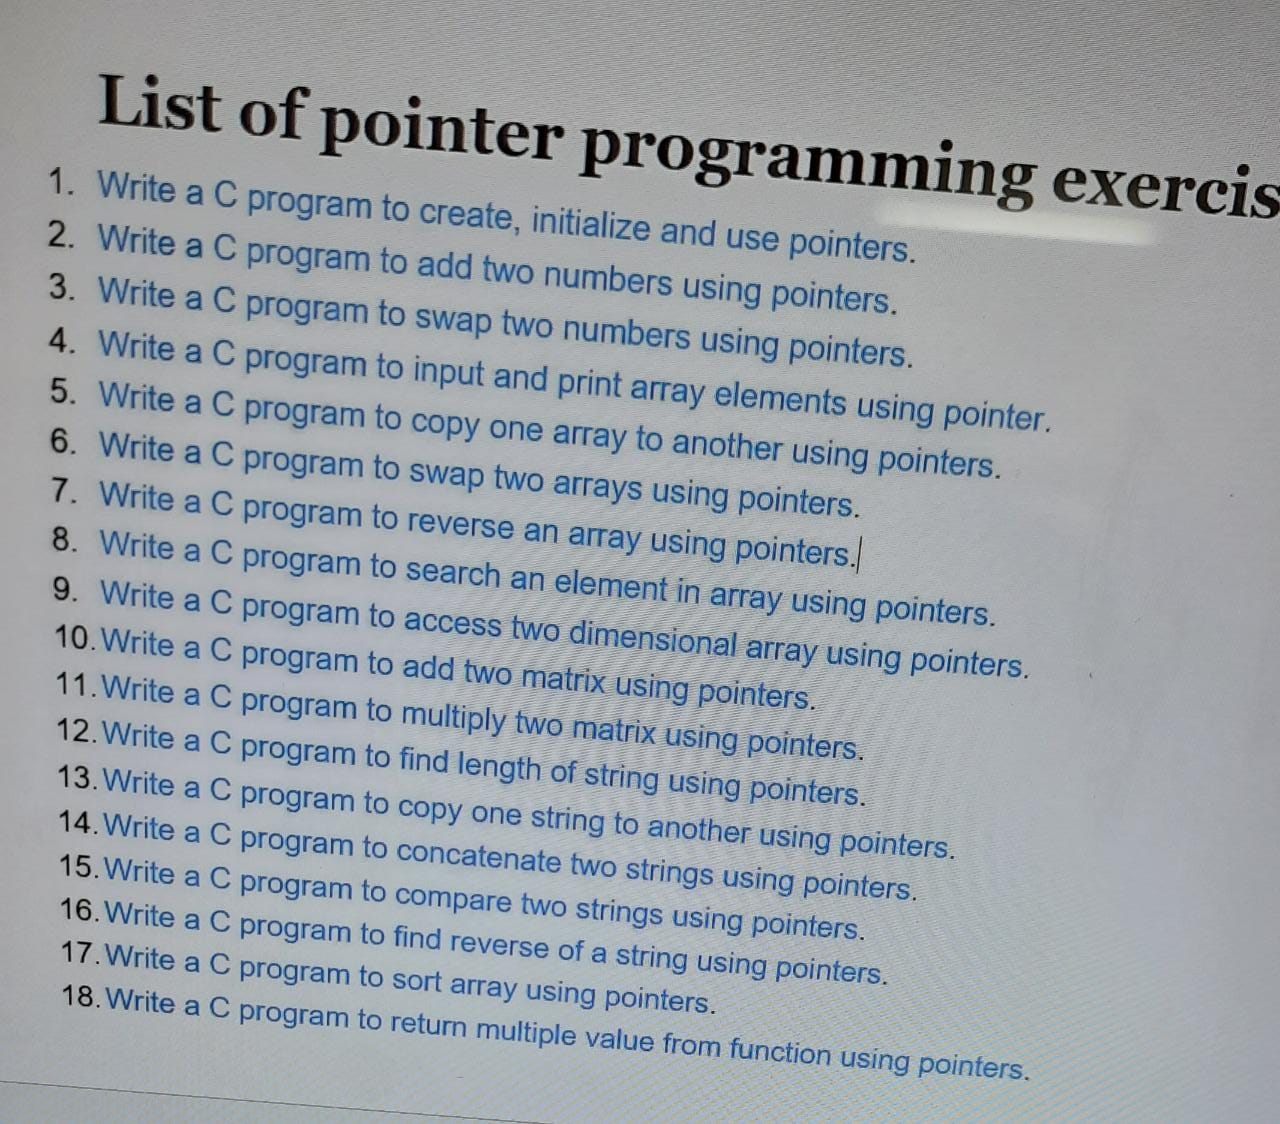 List of pointer programming exercis
1. Write a C program to create, initialize and use pointers.
2. Write a C program to add two numbers using pointers.
3. Write a C program to swap two numbers using pointers.
4. Write a C program to input and print array elements using pointer.
5. Write a C program to copy one array to another using pointers.
6. Write a C program to swap two arrays using pointers.
7. Write a C program to reverse an array using pointers.
8. Write a C program to search an element in array using pointers.
9. Write a C program to access two dimensional array using pointers.
10. Write a C program to add two matrix using pointers.
11. Write a C program to multiply two matrix using pointers.
12. Write a C program to find length of string using pointers.
13. Write a C program to copy one string to another using pointers.
14. Write a C program to concatenate two strings using pointers.
15. Write a C program to compare two strings using pointers.
16. Write a C program to find reverse of a string using pointers.
17. Write a C program to sort array using pointers.
18. Write a C program to return multiple value from function using pointers.